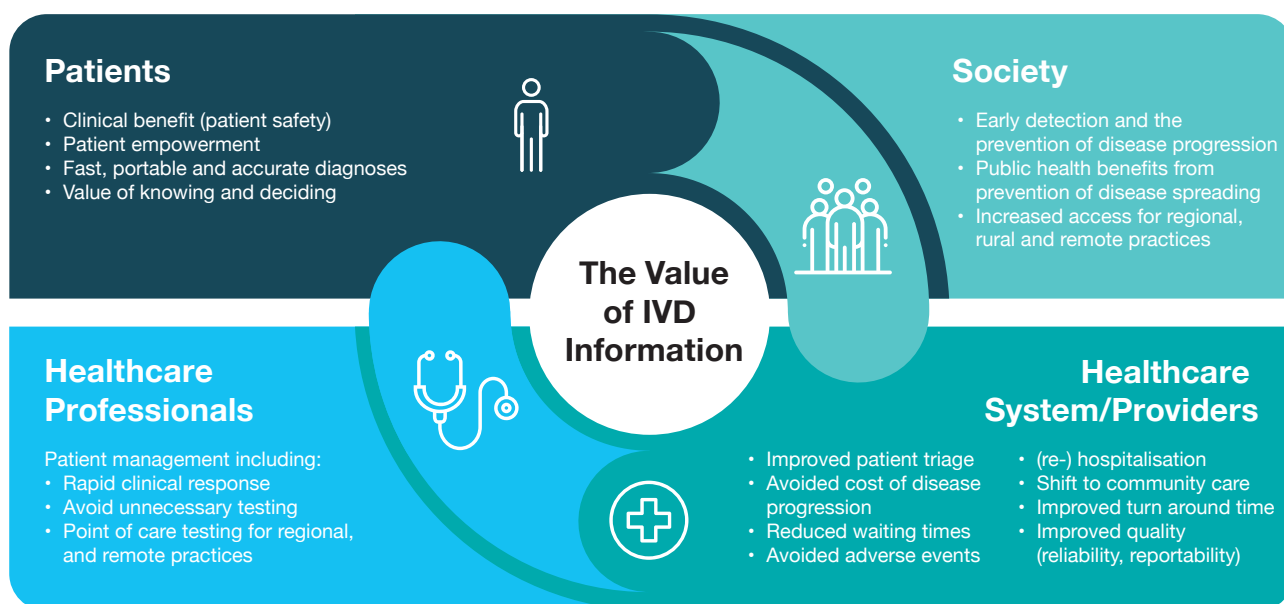 Patients
• Clinical benefit (patient safety)
• Patient empowerment
• Fast, portable and accurate diagnoses
• Value of knowing and deciding
Society
• Early detection and the
prevention of disease progression
• Public health benefits from
prevention of disease spreading
• Increased access for regional,
rural and remote practices
The Value
of IVD
Information
Healthcare
Professionals
Patient management including:
• Rapid clinical response
• Avoid unnecessary testing
• Point of care testing for regional,
and remote practices
Healthcare
System/Providers
• Improved patient triage
• Avoided cost of disease
progression
• Reduced waiting times
• Avoided adverse events
• (re-) hospitalisation
• Shift to community care
• Improved turn around time
• Improved quality
(reliability, reportability)